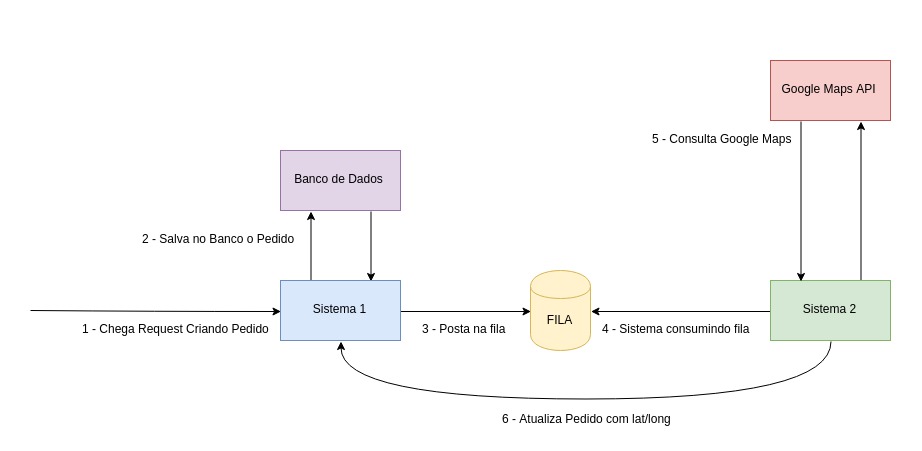 Google Maps API
5 - Consulta Google Maps
Banco de Dados
2 - Salva no Banco o Pedido
Sistema 1
FILA
Sistema 2
1 - Chega Request Criando Pedido
3 - Posta na fila
4 - Sistema consumindo fila
6 - Atualiza Pedido com lat/long